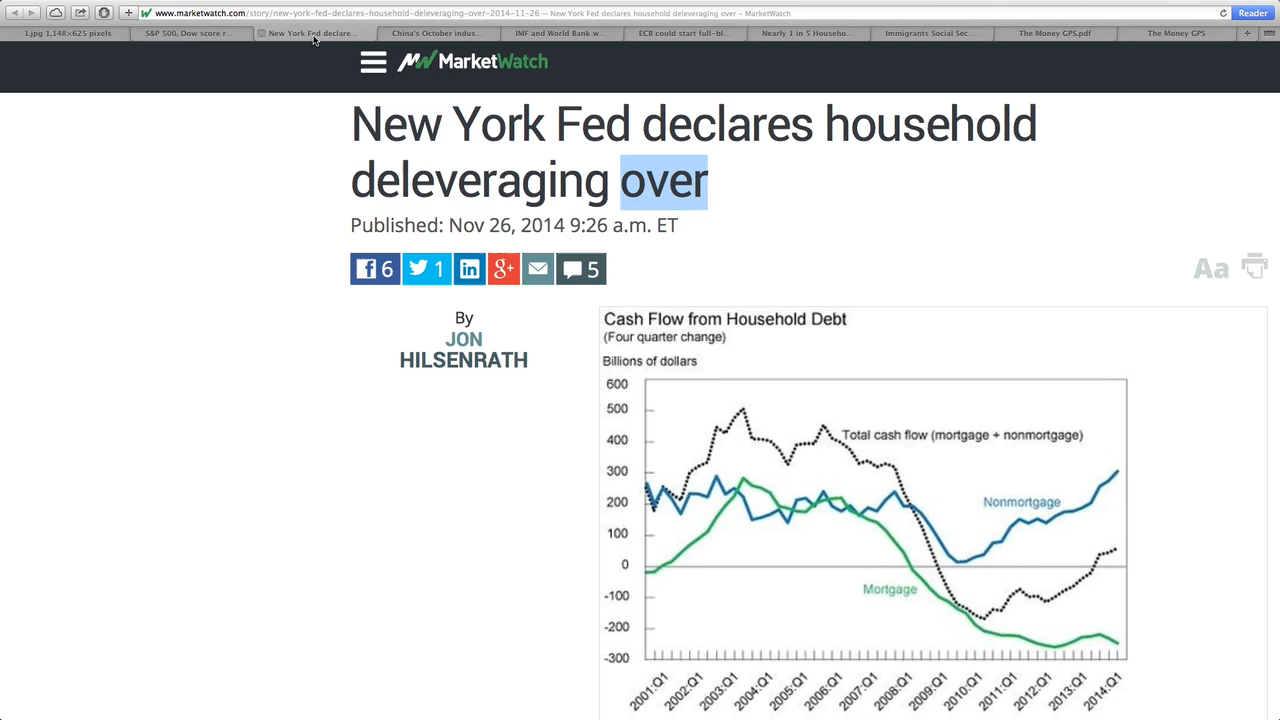 www.marketwatch.com/story/new-york-fed-declares-household-deleveraging-over-2014-11-26 — New York Fed declares household deleveraging over - MarketWatch
Reader
1.jpg 1,148×625 pixels
S&P 500, Dow score r...
New York Fed declare...
China's October indus...
IMF and World Bank w...
ECB could start full-bl...
Nearly 1 in 5 Househo...
Immigrants Social Sec...
The Money GPS.pdf
The Money GPS
MarketWatch
New York Fed declares household
deleveraging over
Published: Nov 26, 2014 9:26 a.m. ET
6
1
in
g+
5
Aa
By
JON
HILSENRATH
Cash Flow from Household Debt
(Four quarter change)
Billions of dollars
600
500
400
300
200
100
0
-100
-200
-300
Total cash flow (mortgage + nonmortgage)
Nonmortgage
Mortgage
2001:Q1
2002:Q1
2003:Q1
2004:Q1
2005:Q1
2006:Q1
2007:Q1
2008:Q1
2009:Q1
2010:Q1
2011:Q1
2012:Q1
2013:Q1
2014:Q1